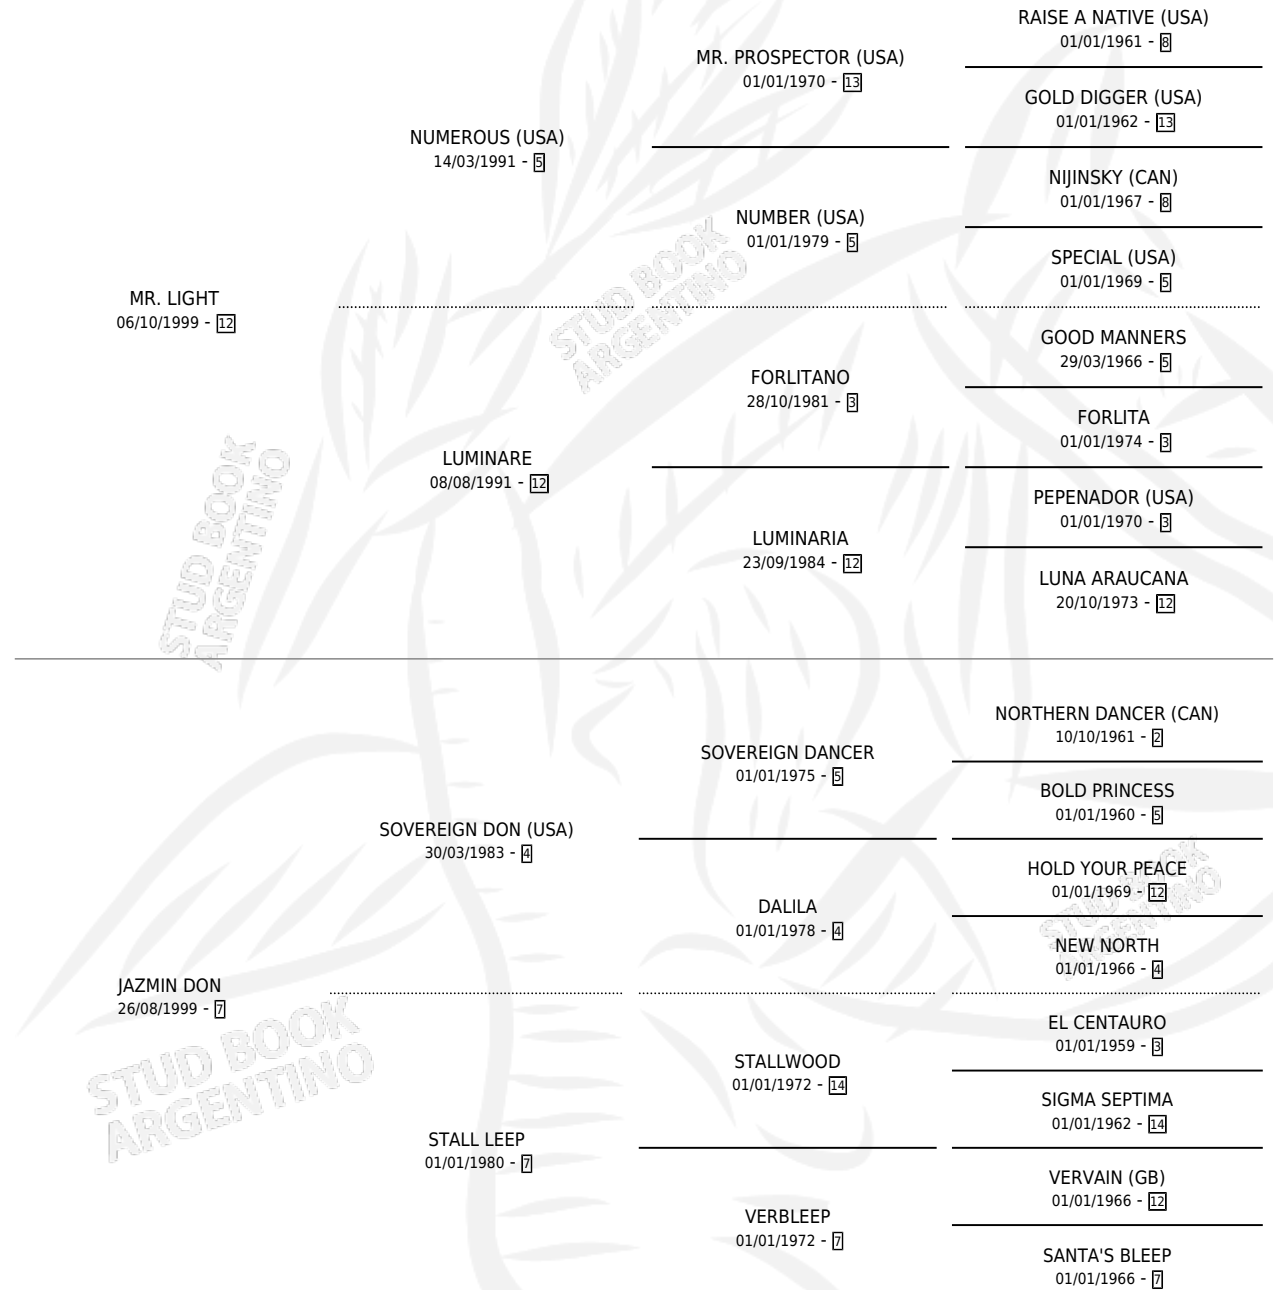 RAISE A NATIVE (USA)
01/01/1961 - 8
MR. PROSPECTOR (USA)
01/01/1970 - 13
GOLD DIGGER (USA)
01/01/1962 - 13
NUMEROUS (USA)
14/03/1991 - 5
NIJINSKY (CAN)
01/01/1967 - 8
NUMBER (USA)
01/01/1979 - 5
SPECIAL (USA)
01/01/1969 - 5
MR. LIGHT
06/10/1999 - 12
GOOD MANNERS
29/03/1966 - 5
FORLITANO
28/10/1981 - 3
FORLITA
01/01/1974 - 3
LUMINARE
08/08/1991 - 12
PEPENADOR (USA)
01/01/1970 - 3
LUMINARIA
23/09/1984 - 12
LUNA ARAUCANA
20/10/1973 - 12
NORTHERN DANCER (CAN)
10/10/1961 - 2
SOVEREIGN DANCER
01/01/1975 - 5
BOLD PRINCESS
01/01/1960 - 5
SOVEREIGN DON (USA)
30/03/1983 - 4
HOLD YOUR PEACE
01/01/1969 - 12
DALILA
01/01/1978 - 4
NEW NORTH
01/01/1966 - 4
JAZMIN DON
26/08/1999 - 7
EL CENTAURO
01/01/1959 - 3
STALLWOOD
01/01/1972 - 14
SIGMA SEPTIMA
01/01/1962 - 14
STALL LEEP
01/01/1980 - 7
VERVAIN (GB)
01/01/1966 - 12
VERBLEEP
01/01/1972 - 7
SANTA'S BLEEP
01/01/1966 - 7
STUD BOOK
ARGENTINO
STUD BOOK
ARGENTINO
STUD BOOK
ARGENTINO
STUD BOOK
ARGENTINO